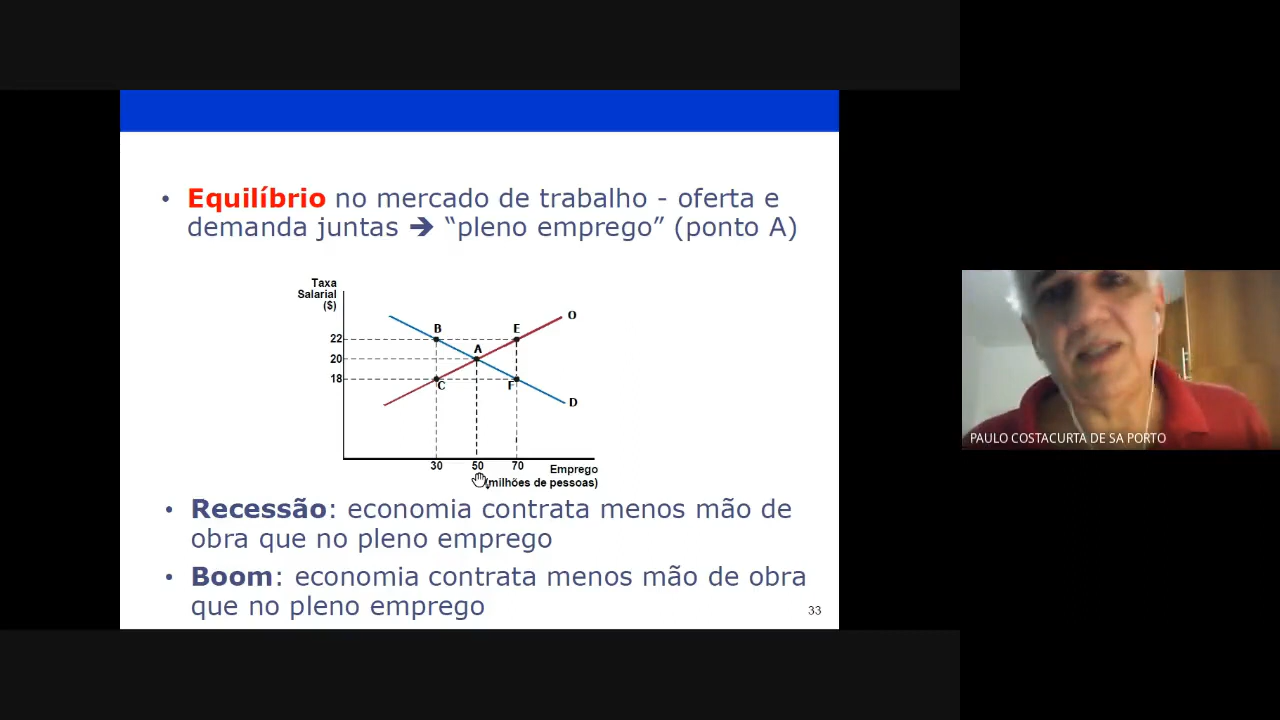 • Equilíbrio no mercado de trabalho - oferta e
demanda juntas ➔ “pleno emprego” (ponto A)
Taxa
Salarial
($)
O
B
E
22
A
20
18
C
F
D
30 50 70
Emprego
(milhões de pessoas)
• Recessão: economia contrata menos mão de
obra que no pleno emprego
• Boom: economia contrata menos mão de obra
que no pleno emprego
33
PAULO COSTACURTA DE SA PORTO